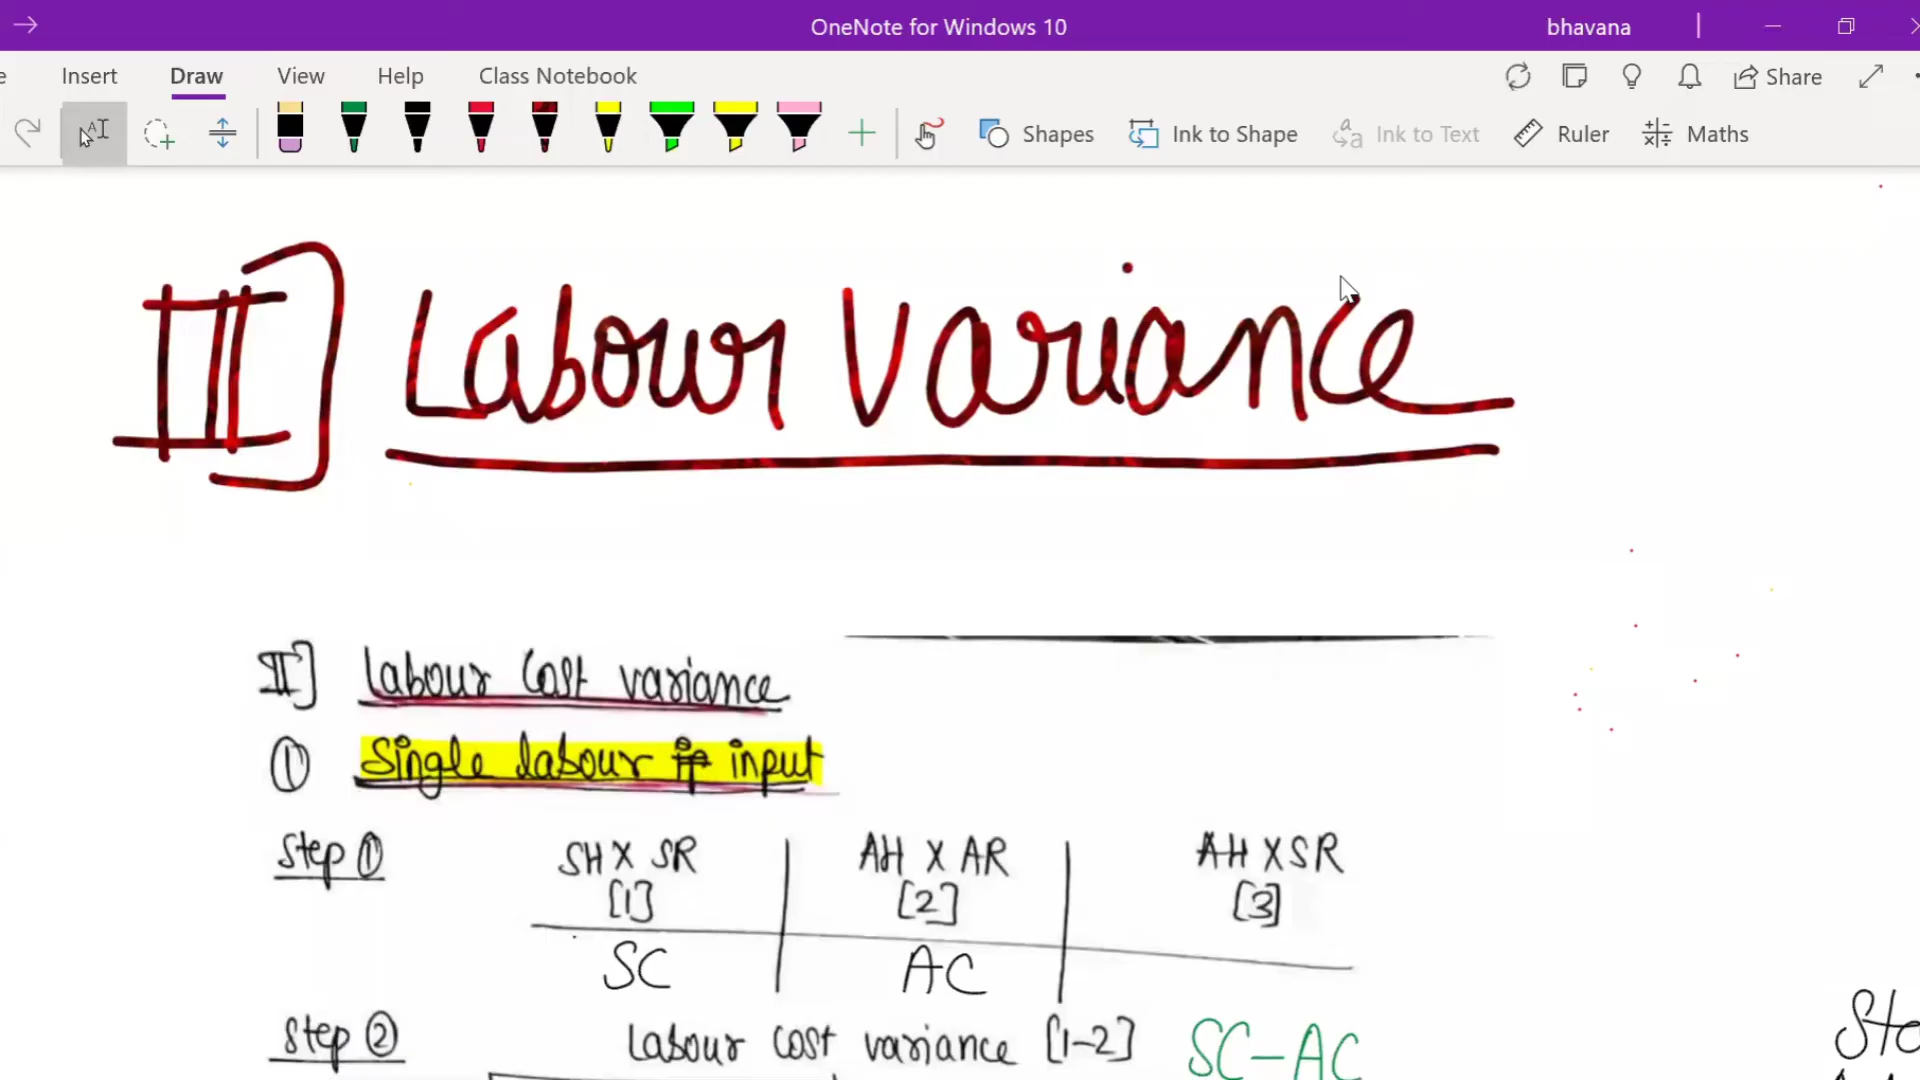 OneNote for Windows 10
bhavana
Insert Draw View Help Class Notebook Share
Shapes Ink to Shape Ink to Text Ruler Maths
II] Labour Variance
II] Labour Cost variance
① Single labour input
Step ① SH X SR AH X AR AH X SR
[1] [2] [3]
SC AC
Step ② Labour cost variance [1-2] SC-AC